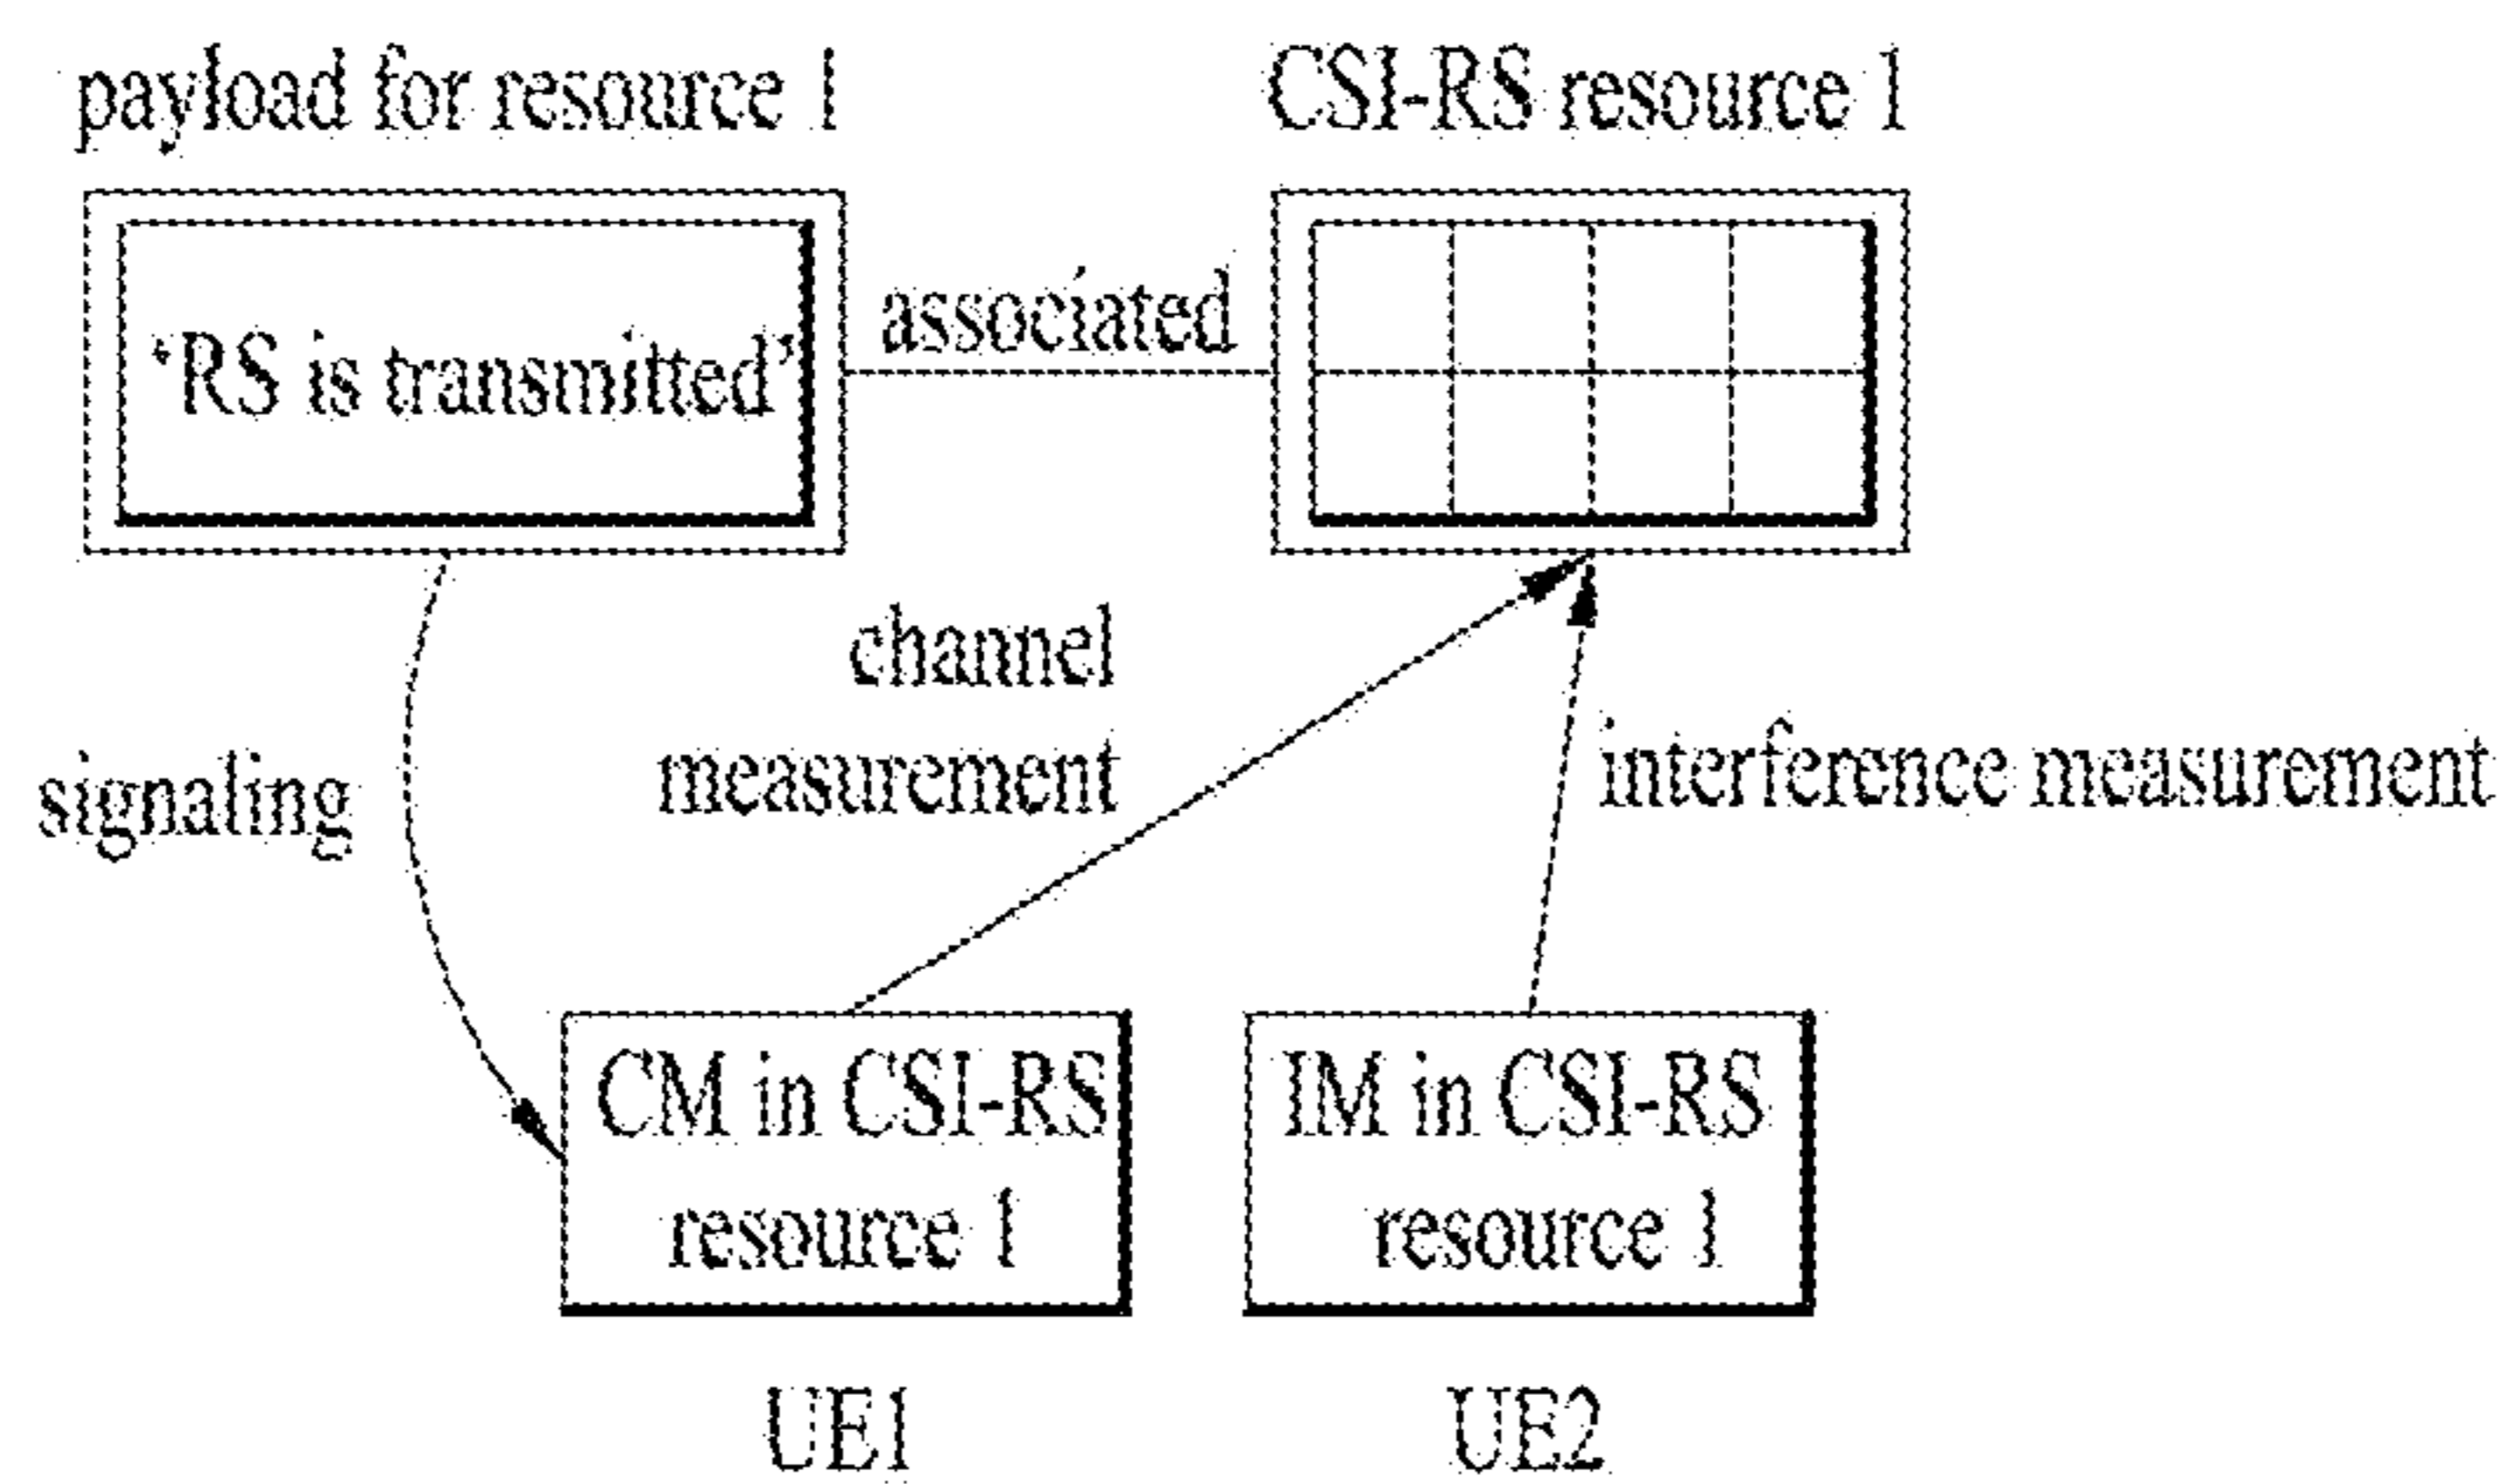 payload for resource 1
CSI-RS resource 1
‘RS is transmitted’
associated
channel
measurement
signaling
interference measurement
CM in CSI-RS
resource 1
IM in CSI-RS
resource 1
UE1
UE2